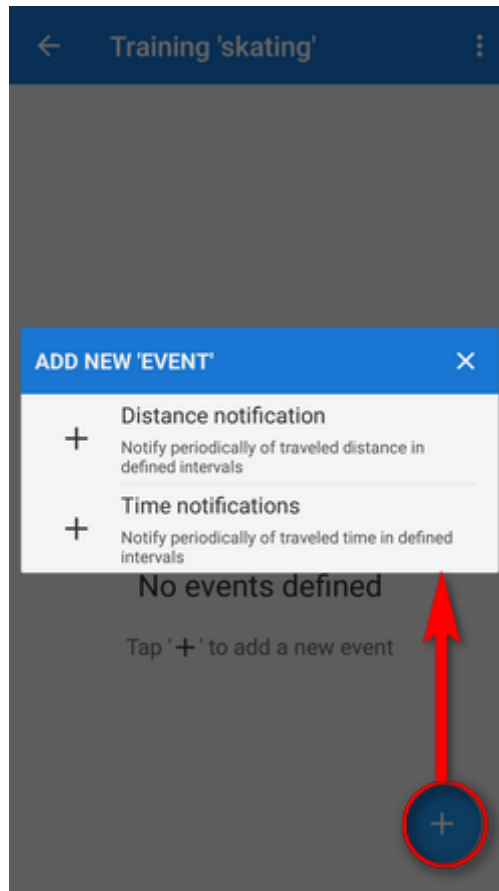 Training 'skating'
ADD NEW 'EVENT'
Distance notification
Notify periodically of traveled distance in
defined intervals
Time notifications
Notify periodically of traveled time in defined
intervals
No events defined
Tap '+' to add a new event